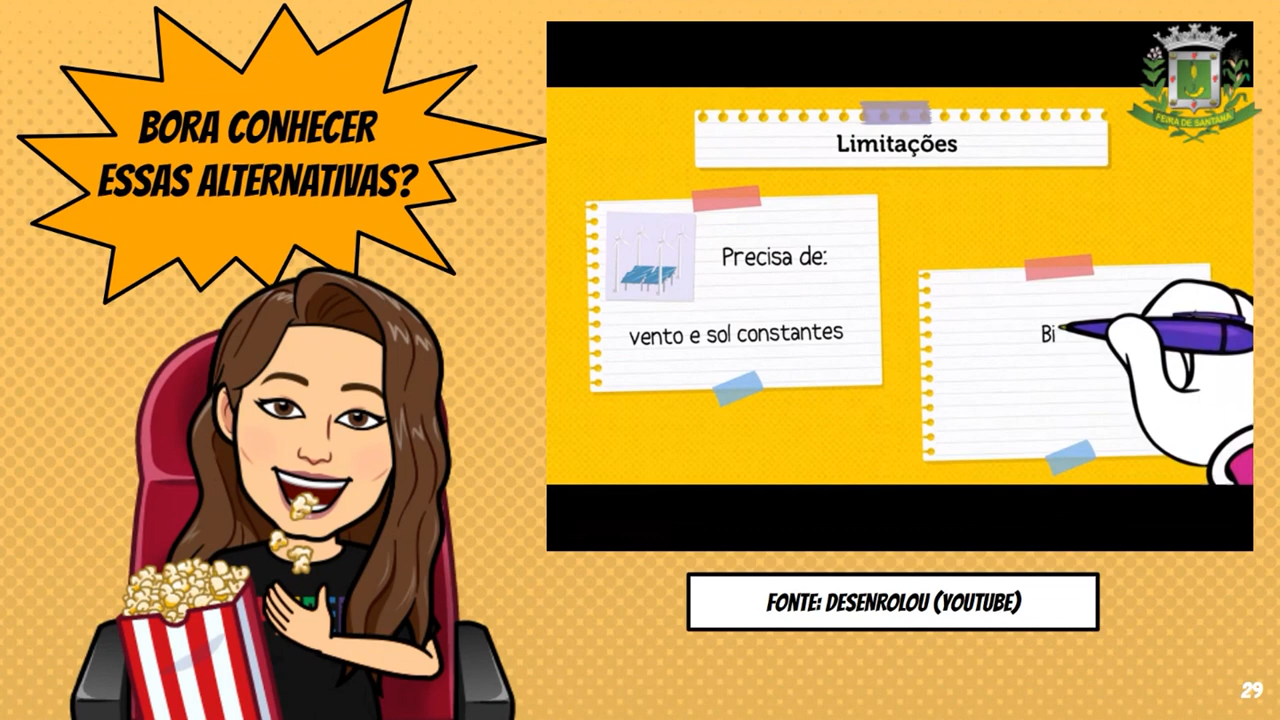 BORA CONHECER
ESSAS ALTERNATIVAS?
FEIRA DE SANTANA
Limitações
Precisa de:
vento e sol constantes
Bi
FONTE: DESENROLOU (YOUTUBE)
29